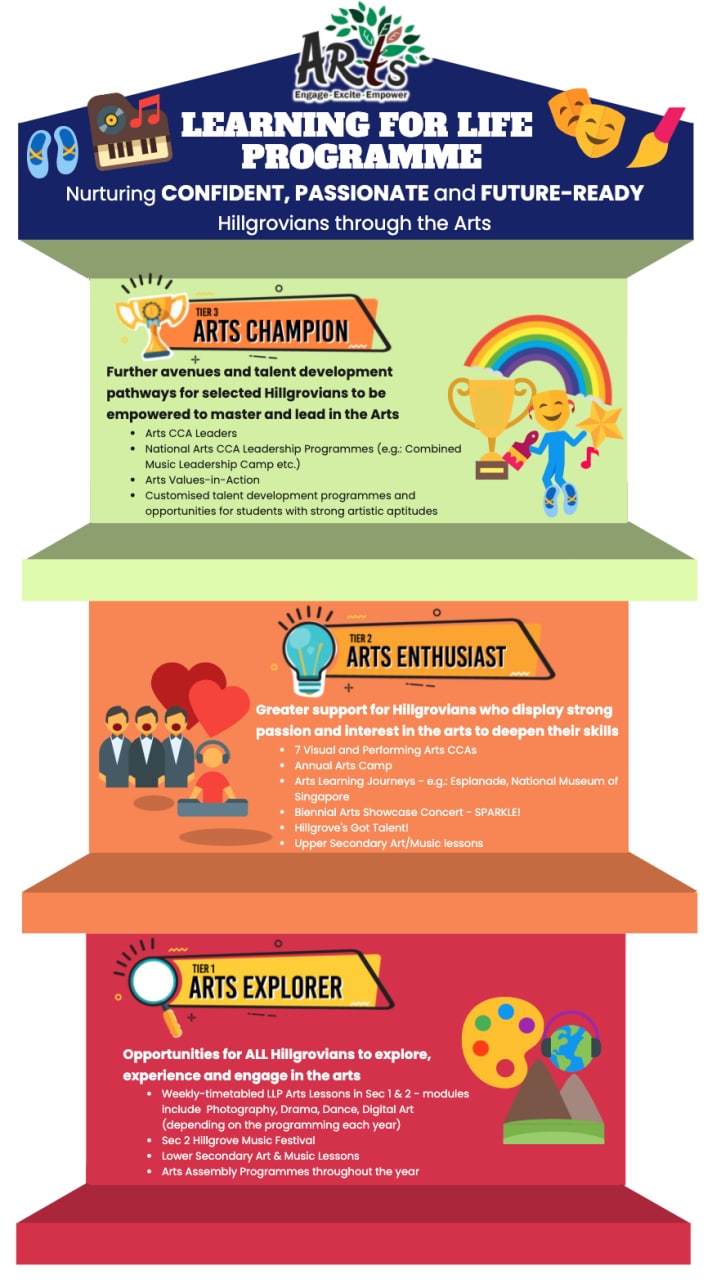 ARTs
Engage-Excite-Empower
LEARNING FOR LIFE
PROGRAMME
Nurturing CONFIDENT, PASSIONATE and FUTURE-READY
Hillgrovians through the Arts
TIER 3
ARTS CHAMPION
Further avenues and talent development
pathways for selected Hillgrovians to be
empowered to master and lead in the Arts
• Arts CCA Leaders
• National Arts CCA Leadership Programmes (e.g.: Combined
Music Leadership Camp etc.)
• Arts Values-in-Action
• Customised talent development programmes and
opportunities for students with strong artistic aptitudes
TIER 2
ARTS ENTHUSIAST
Greater support for Hillgrovians who display strong
passion and interest in the arts to deepen their skills
• 7 Visual and Performing Arts CCAs
• Annual Arts Camp
• Arts Learning Journeys - e.g.: Esplanade, National Museum of
Singapore
• Biennial Arts Showcase Concert - SPARKLE!
• Hillgrove's Got Talent!
• Upper Secondary Art/Music lessons
TIER 1
ARTS EXPLORER
Opportunities for ALL Hillgrovians to explore,
experience and engage in the arts
• Weekly-timetabled LLP Arts Lessons in Sec 1 & 2 - modules
include Photography, Drama, Dance, Digital Art
(depending on the programming each year)
• Sec 2 Hillgrove Music Festival
• Lower Secondary Art & Music Lessons
• Arts Assembly Programmes throughout the year